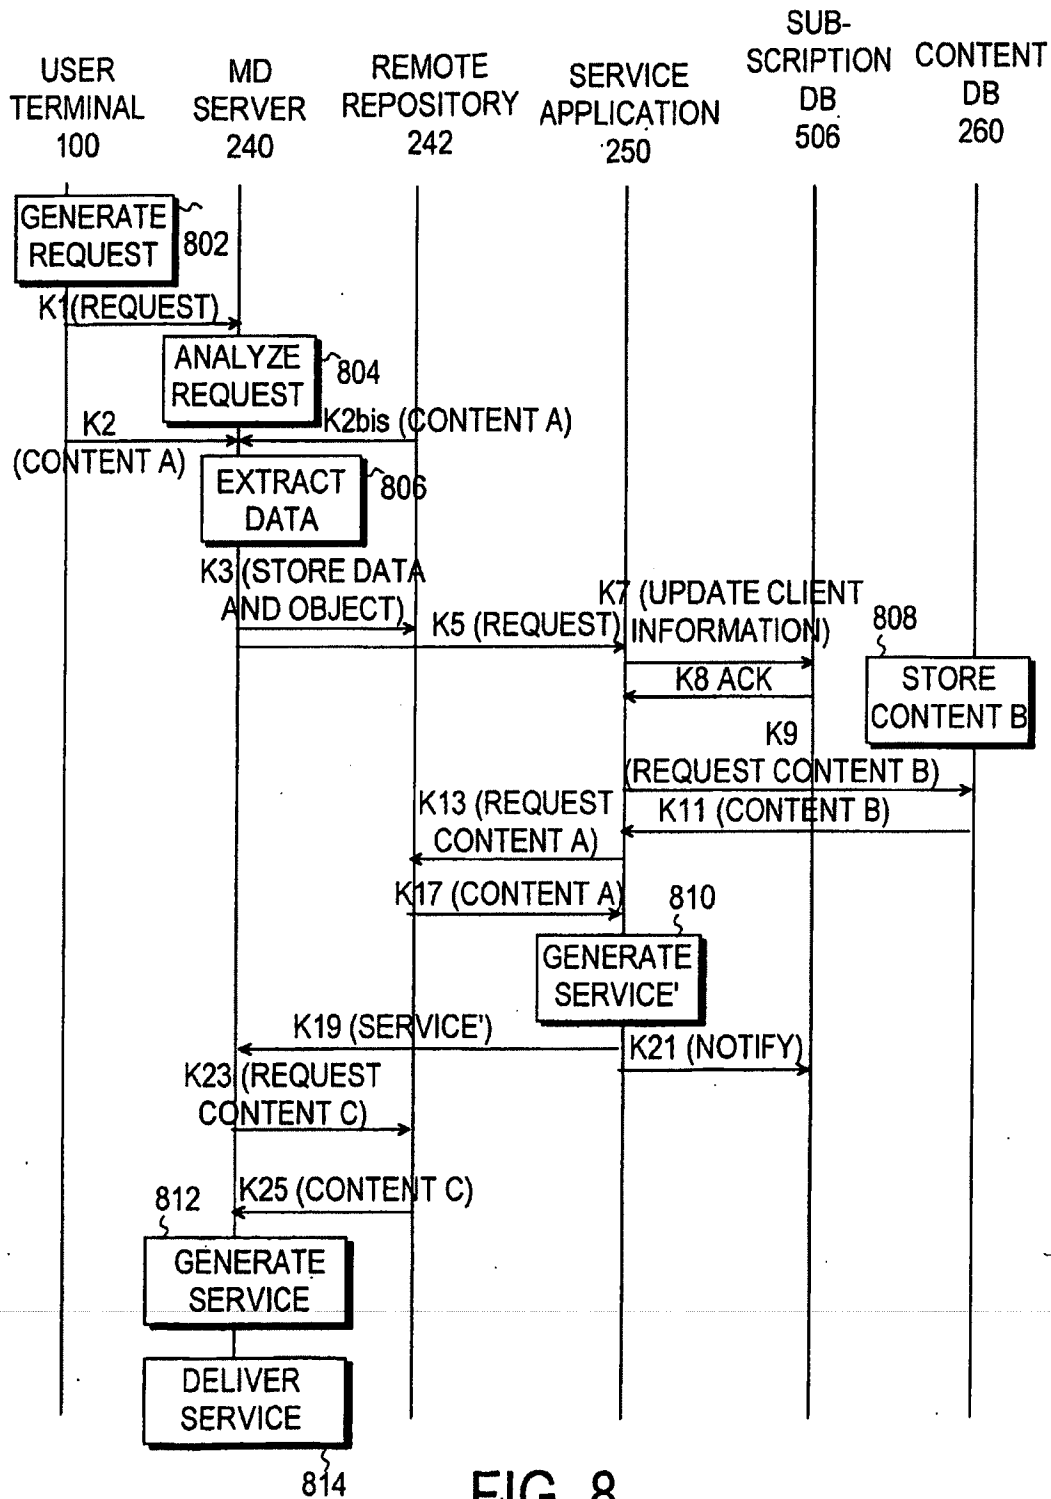 USER
TERMINAL
100
MD
SERVER
240
REMOTE
REPOSITORY
242
SERVICE
APPLICATION
250
SUB-
SCRIPTION
DB
506
CONTENT
DB
260
GENERATE
REQUEST
802
K1(REQUEST)
ANALYZE
REQUEST
804
K2
(CONTENT A)
K2bis (CONTENT A)
EXTRACT
DATA
806
K3 (STORE DATA
AND OBJECT)
K5 (REQUEST)
K7 (UPDATE CLIENT
INFORMATION)
K8 ACK
808
STORE
CONTENT B
K9
(REQUEST CONTENT B)
K11 (CONTENT B)
K13 (REQUEST
CONTENT A)
K17 (CONTENT A)
810
GENERATE
SERVICE'
K19 (SERVICE')
K21 (NOTIFY)
K23 (REQUEST
CONTENT C)
K25 (CONTENT C)
812
GENERATE
SERVICE
DELIVER
SERVICE
814
FIG. 8